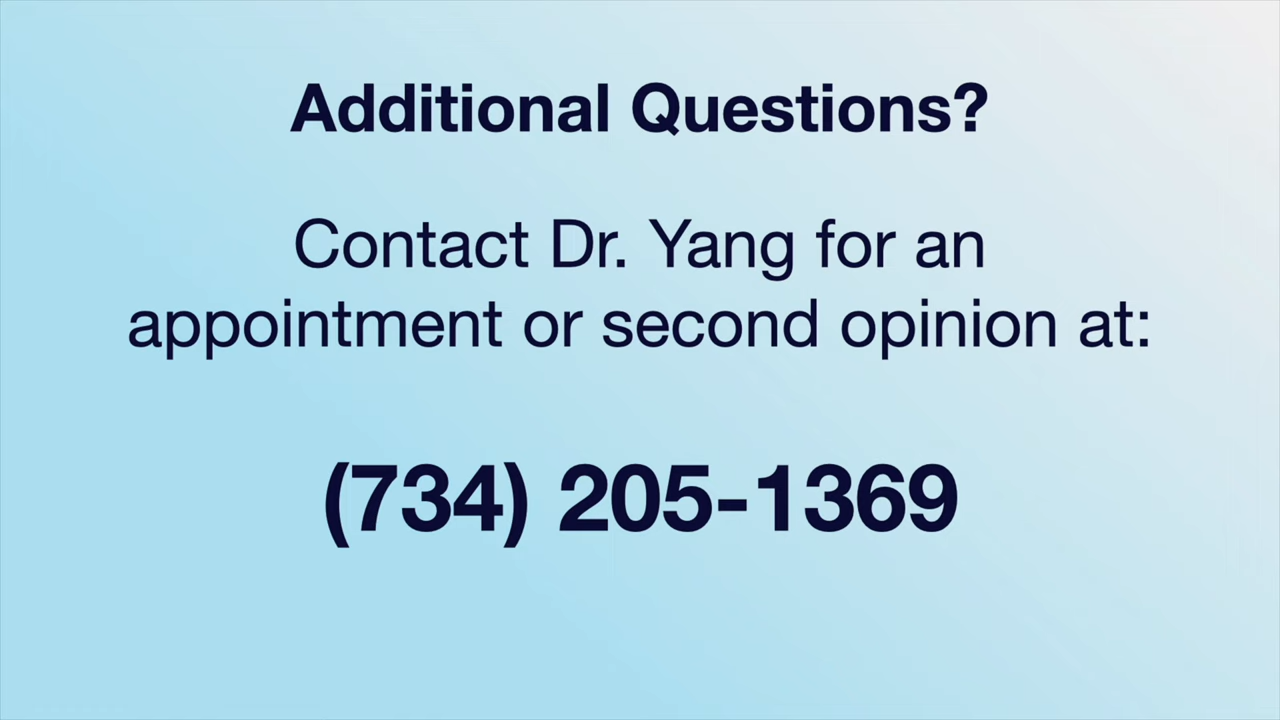 Additional Questions?
Contact Dr. Yang for an
appointment or second opinion at:
(734) 205-1369